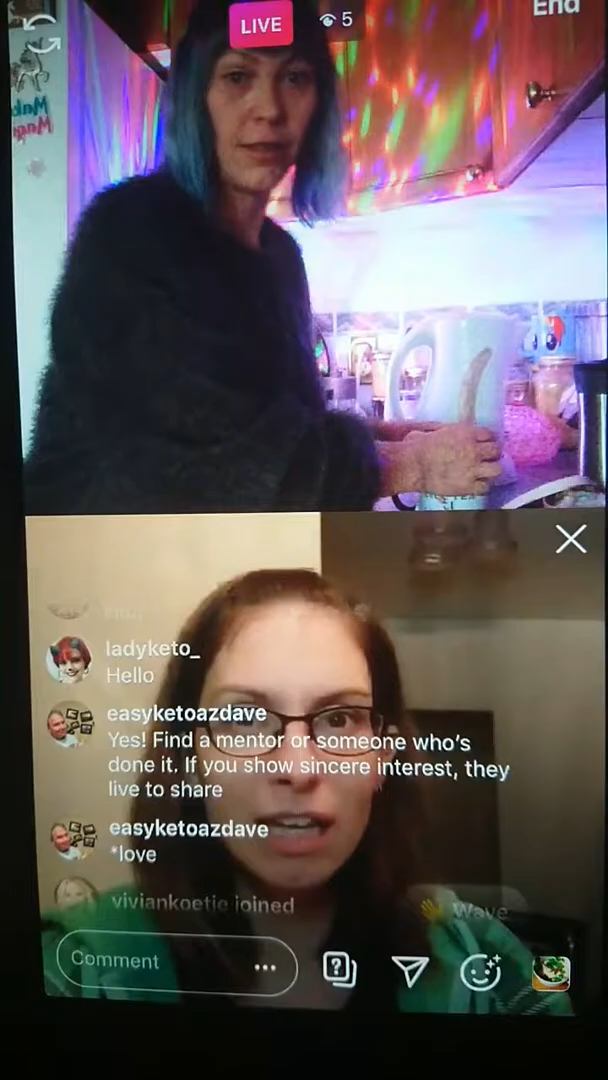 LIVE
5
End
ladyketo_
Hello
easyketoazdave
Yes! Find a mentor or someone who's
done it. If you show sincere interest, they
live to share
easyketoazdave
*love
viviankoetje joined
Wave
Comment